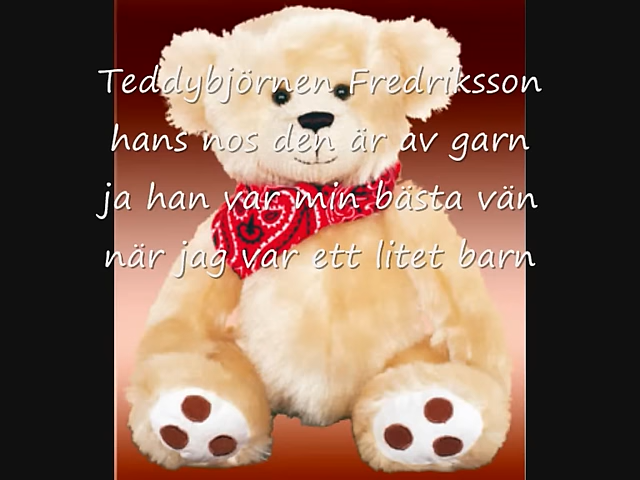 Teddybjörnen Fredriksson
hans nos den är av garn
ja han var min bästa vän
när jag var ett litet barn